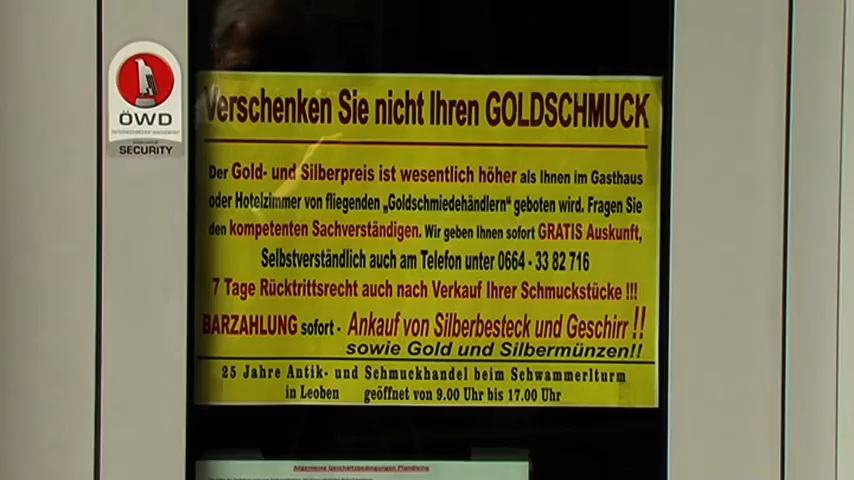 ÖWD
SECURITY
Verschenken Sie nicht Ihren GOLDSCHMUCK
Der Gold- und Silberpreis ist wesentlich höher als Ihnen im Gasthaus
oder Hotelzimmer von fliegenden „Goldschmiedehändlern“ geboten wird. Fragen Sie
den kompetenten Sachverständigen. Wir geben Ihnen sofort GRATIS Auskunft,
Selbstverständlich auch am Telefon unter 0664 - 33 82 716
7 Tage Rücktrittsrecht auch nach Verkauf Ihrer Schmuckstücke !!!
BARZAHLUNG sofort - Ankauf von Silberbesteck und Geschirr !!
sowie Gold und Silbermünzen!!
25 Jahre Antik- und Schmuckhandel beim Schwammerlturm
in Leoben geöffnet von 9.00 Uhr bis 17.00 Uhr
Allgemeine Geschäftsbedingungen Pfandleihe